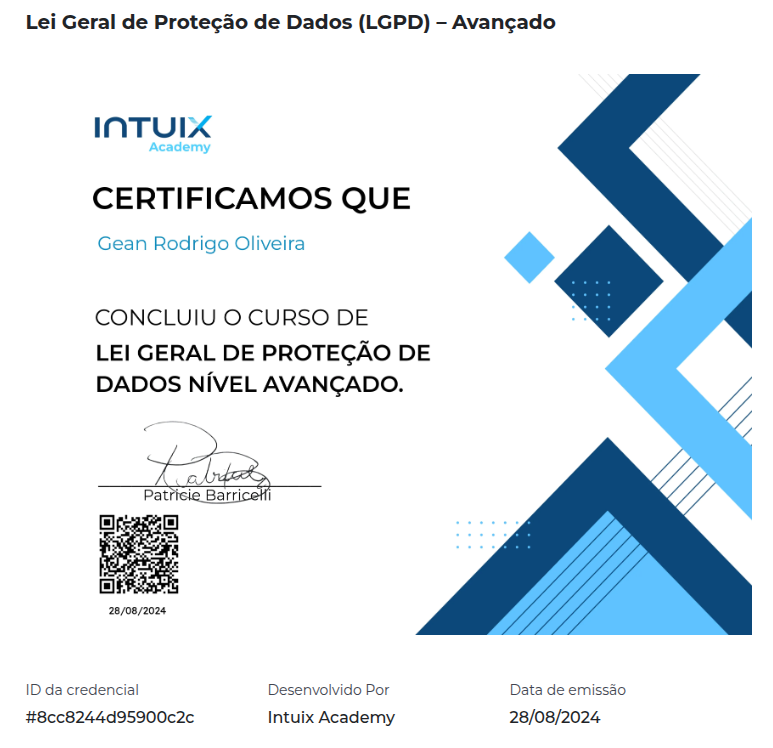 Lei Geral de Proteção de Dados (LGPD) – Avançado
INTUIX
Academy
CERTIFICAMOS QUE
Gean Rodrigo Oliveira
CONCLUIU O CURSO DE
LEI GERAL DE PROTEÇÃO DE
DADOS NÍVEL AVANÇADO.
Patricie Barricelli
28/08/2024
ID da credencial
Desenvolvido Por
Data de emissão
#8cc8244d95900c2c
Intuix Academy
28/08/2024